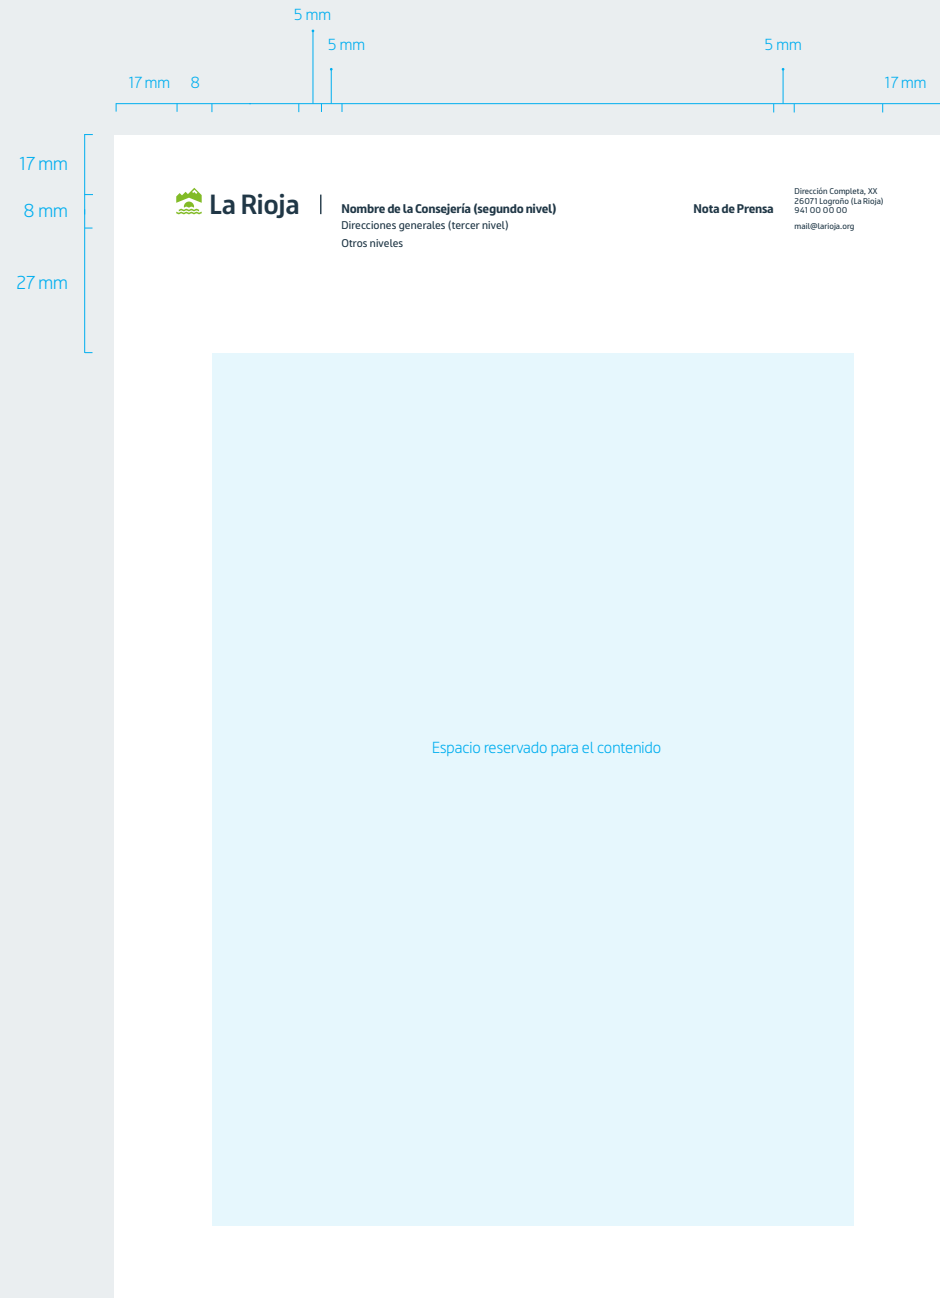 5 mm
5 mm
5 mm
17 mm
8
17 mm
17 mm
8 mm
27 mm
La Rioja
Nombre de la Consejería (segundo nivel)
Direcciones generales (tercer nivel)
Otros niveles
Nota de Prensa
Dirección Completa, XX
26071 Logroño (La Rioja)
941 00 00 00
mail@larioja.org
Espacio reservado para el contenido